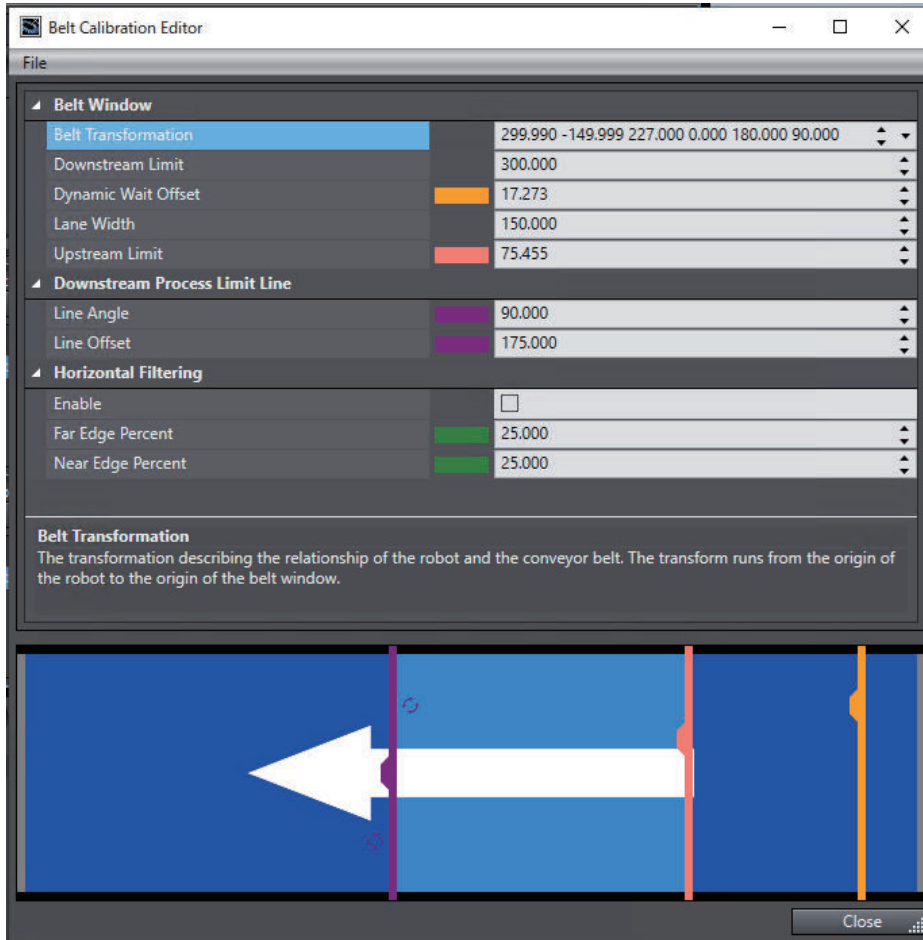 Belt Calibration Editor
File
Belt Window
Belt Transformation 299.990 -149.999 227.000 0.000 180.000 90.000
Downstream Limit 300.000
Dynamic Wait Offset 17.273
Lane Width 150.000
Upstream Limit 75.455
Downstream Process Limit Line
Line Angle 90.000
Line Offset 175.000
Horizontal Filtering
Enable
Far Edge Percent 25.000
Near Edge Percent 25.000
Belt Transformation
The transformation describing the relationship of the robot and the conveyor belt. The transform runs from the origin of
the robot to the origin of the belt window.
Close